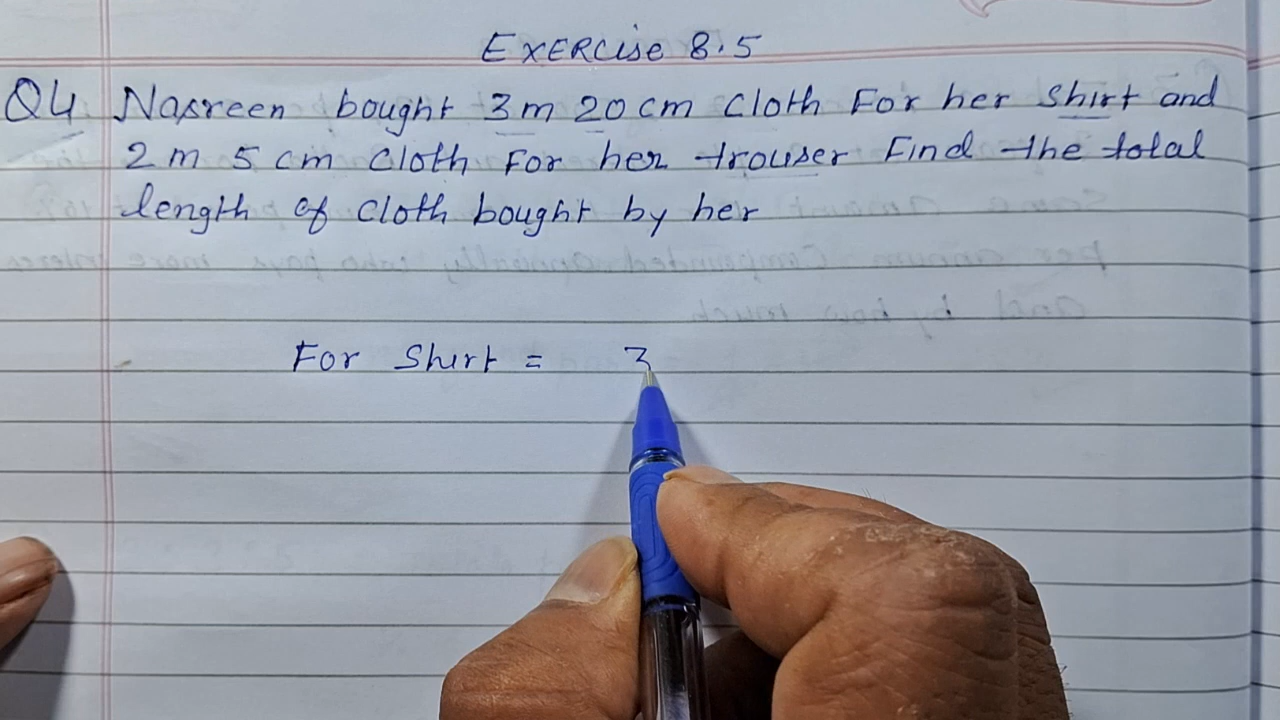 EXERCise 8.5
Q4 Nasreen bought 3m 20cm Cloth For her Shirt and
2m 5cm Cloth For her trouser Find the total
length of Cloth bought by her
For Shirt = 3